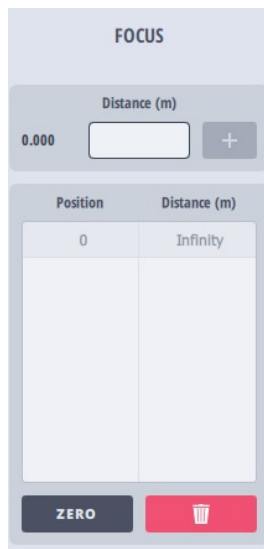 FOCUS
Distance (m)
0.000 +
Position Distance (m)
0 Infinity
ZERO